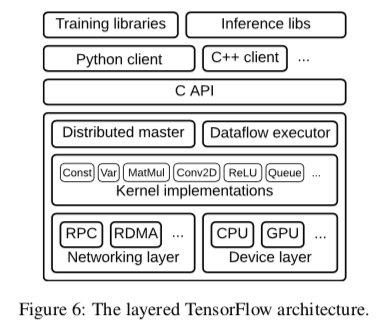 Training libraries Inference libs
Python client C++ client ...
C API
Distributed master Dataflow executor
Const Var MatMul Conv2D ReLU Queue ...
Kernel implementations
RPC RDMA ... CPU GPU ...
Networking layer Device layer
Figure 6: The layered TensorFlow architecture.